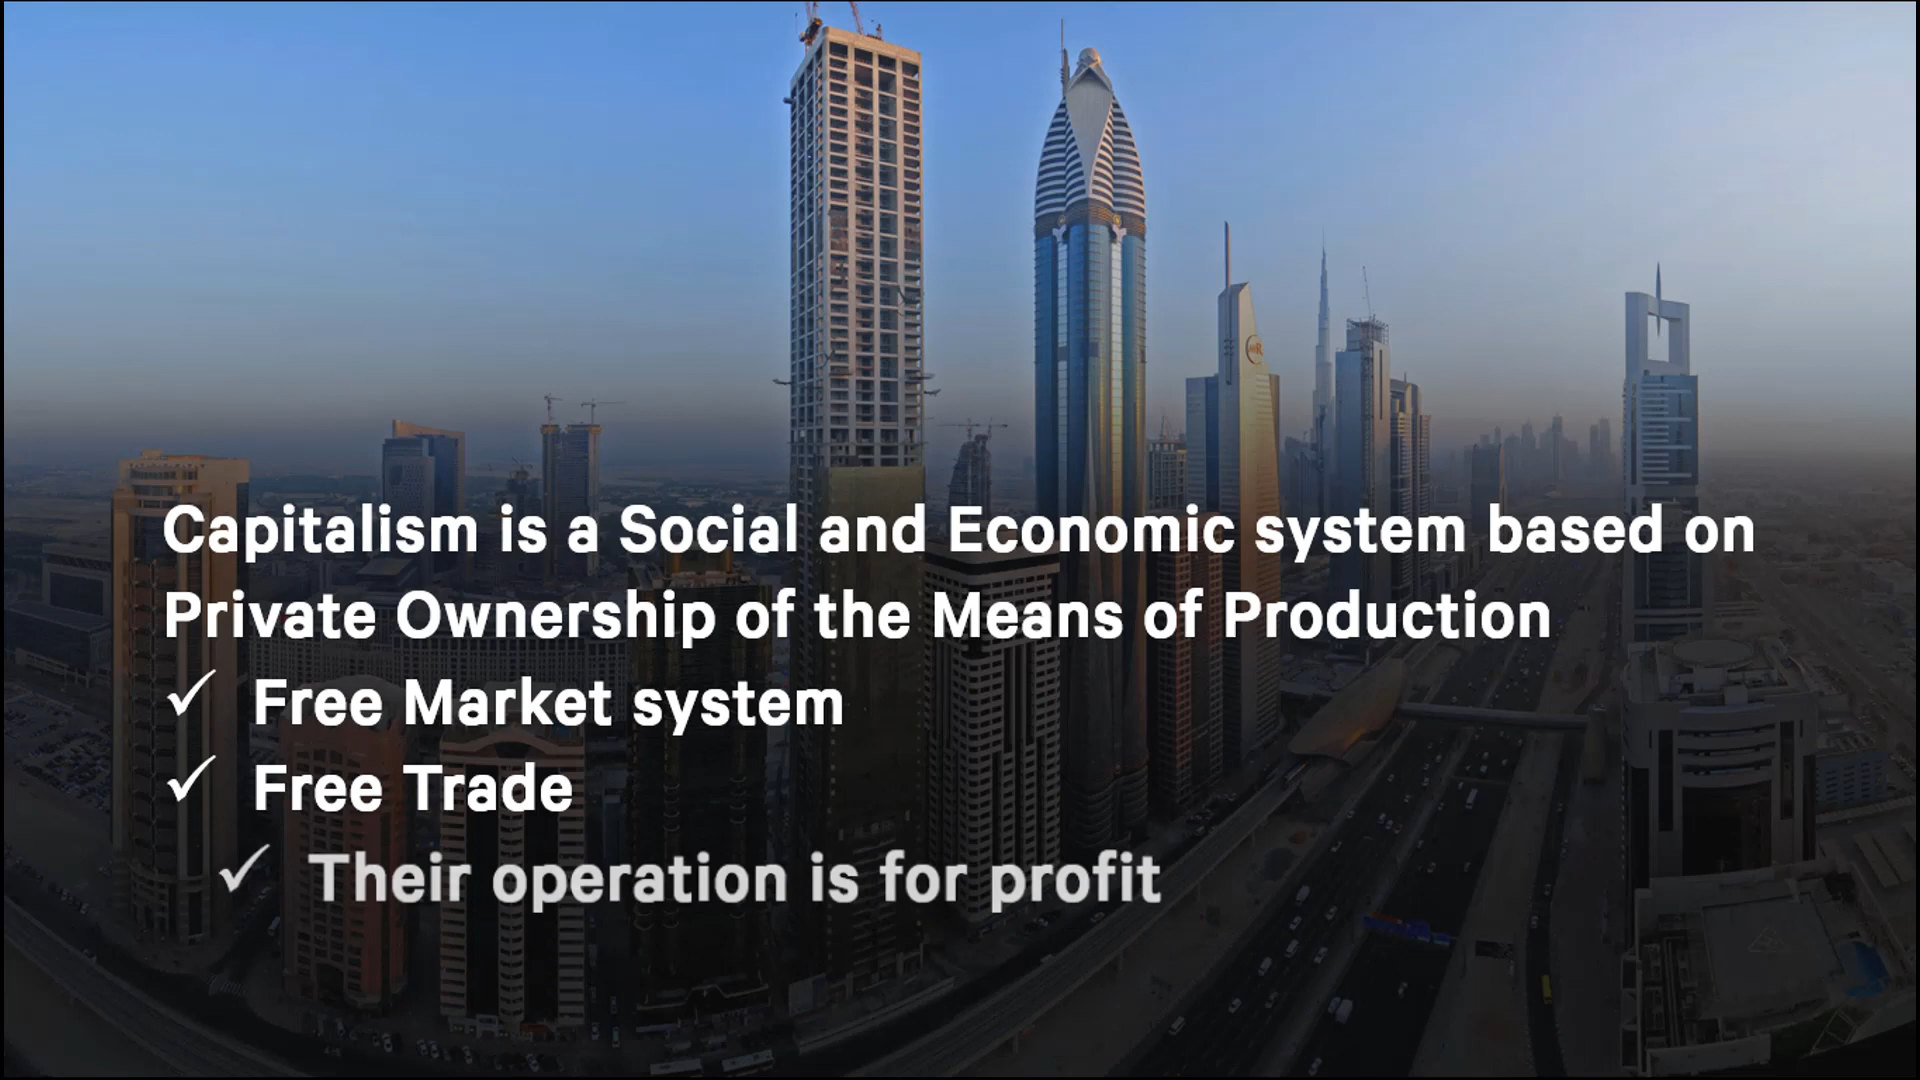 Capitalism is a Social and Economic system based on
Private Ownership of the Means of Production
✓ Free Market system
✓ Free Trade
✓ Their operation is for profit